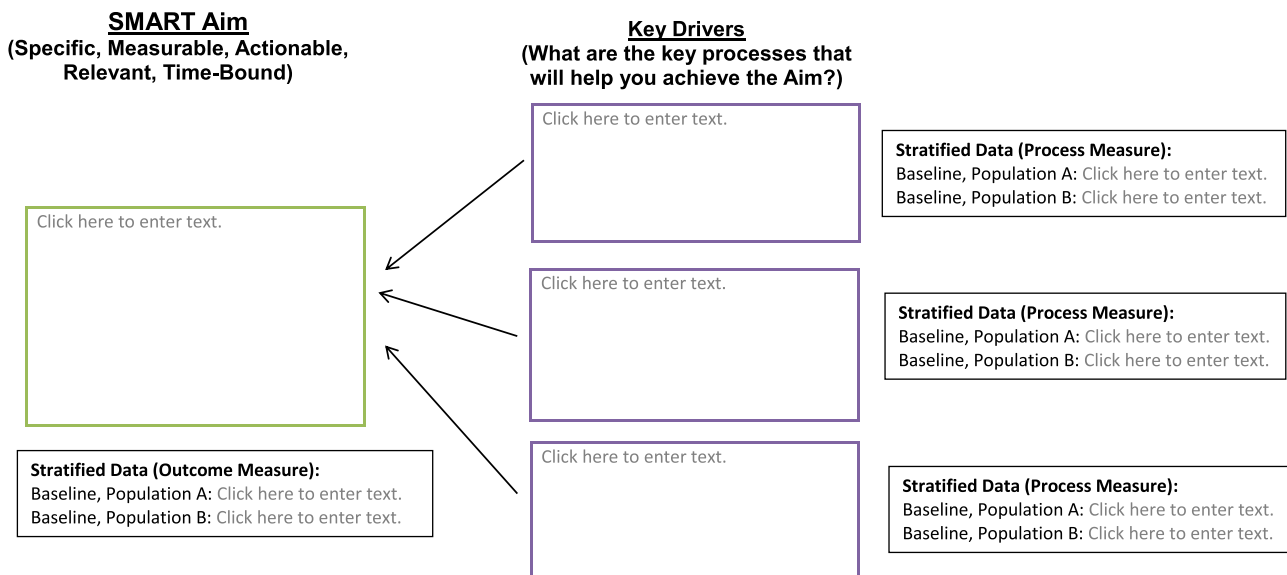 SMART Aim
(Specific, Measurable, Actionable,
Relevant, Time-Bound)
Click here to enter text.
Stratified Data (Outcome Measure):
Baseline, Population A: Click here to enter text.
Baseline, Population B: Click here to enter text.
Key Drivers
(What are the key processes that
will help you achieve the Aim?)
Click here to enter text.
Stratified Data (Process Measure):
Baseline, Population A: Click here to enter text.
Baseline, Population B: Click here to enter text.
Click here to enter text.
Stratified Data (Process Measure):
Baseline, Population A: Click here to enter text.
Baseline, Population B: Click here to enter text.
Click here to enter text.
Stratified Data (Process Measure):
Baseline, Population A: Click here to enter text.
Baseline, Population B: Click here to enter text.